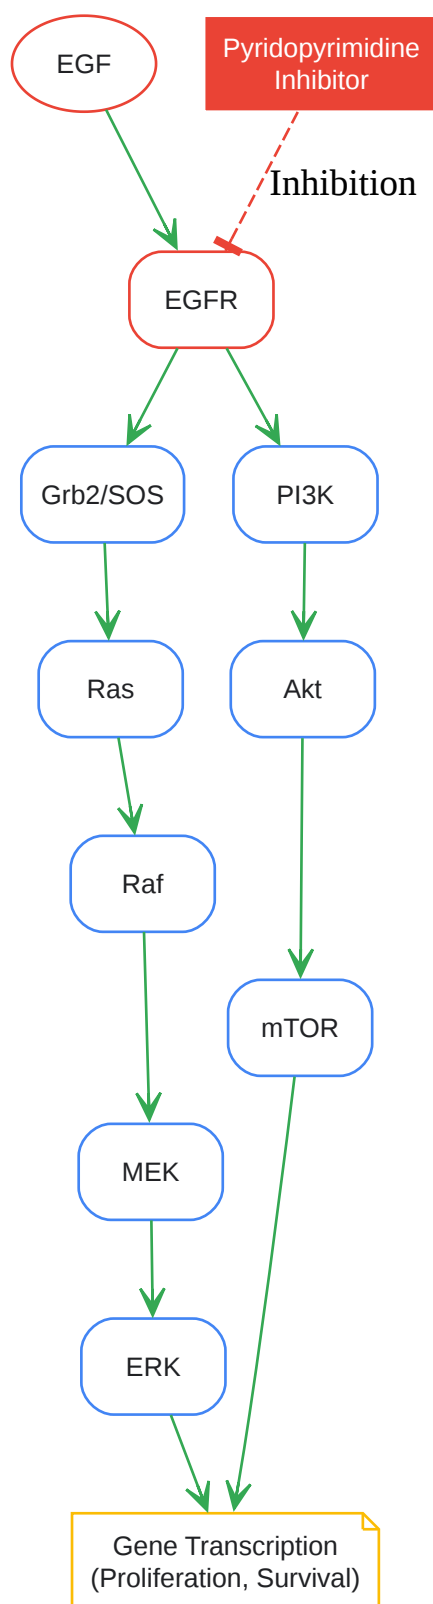 EGF
Pyridopyrimidine
Inhibitor
Inhibition
EGFR
Grb2/SOS
PI3K
Ras
Akt
Raf
mTOR
MEK
ERK
Gene Transcription
(Proliferation, Survival)